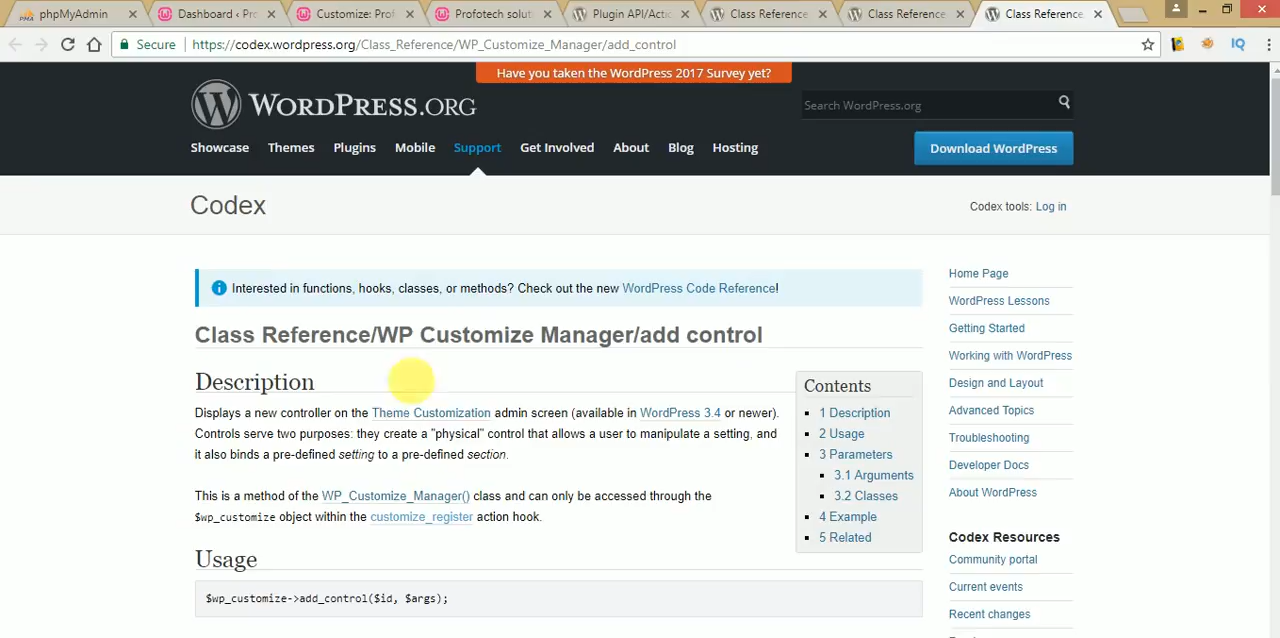 phpMyAdmin
Dashboard ‹ Pro
Customize: Prof
Profotech soluti
Plugin API/Actio
Class Reference
Class Reference
Class Reference
Secure
https://codex.wordpress.org/Class_Reference/WP_Customize_Manager/add_control
IQ
Have you taken the WordPress 2017 Survey yet?
WORDPRESS.ORG
Search WordPress.org
Showcase Themes Plugins Mobile Support Get Involved About Blog Hosting
Download WordPress
Codex
Codex tools: Log in
Interested in functions, hooks, classes, or methods? Check out the new WordPress Code Reference!
Class Reference/WP Customize Manager/add control
Description
Displays a new controller on the Theme Customization admin screen (available in WordPress 3.4 or newer).
Controls serve two purposes: they create a "physical" control that allows a user to manipulate a setting, and
it also binds a pre-defined setting to a pre-defined section.
This is a method of the WP_Customize_Manager() class and can only be accessed through the
$wp_customize object within the customize_register action hook.
Usage
$wp_customize->add_control($id, $args);
Contents
1 Description
2 Usage
3 Parameters
3.1 Arguments
3.2 Classes
4 Example
5 Related
Home Page
WordPress Lessons
Getting Started
Working with WordPress
Design and Layout
Advanced Topics
Troubleshooting
Developer Docs
About WordPress
Codex Resources
Community portal
Current events
Recent changes